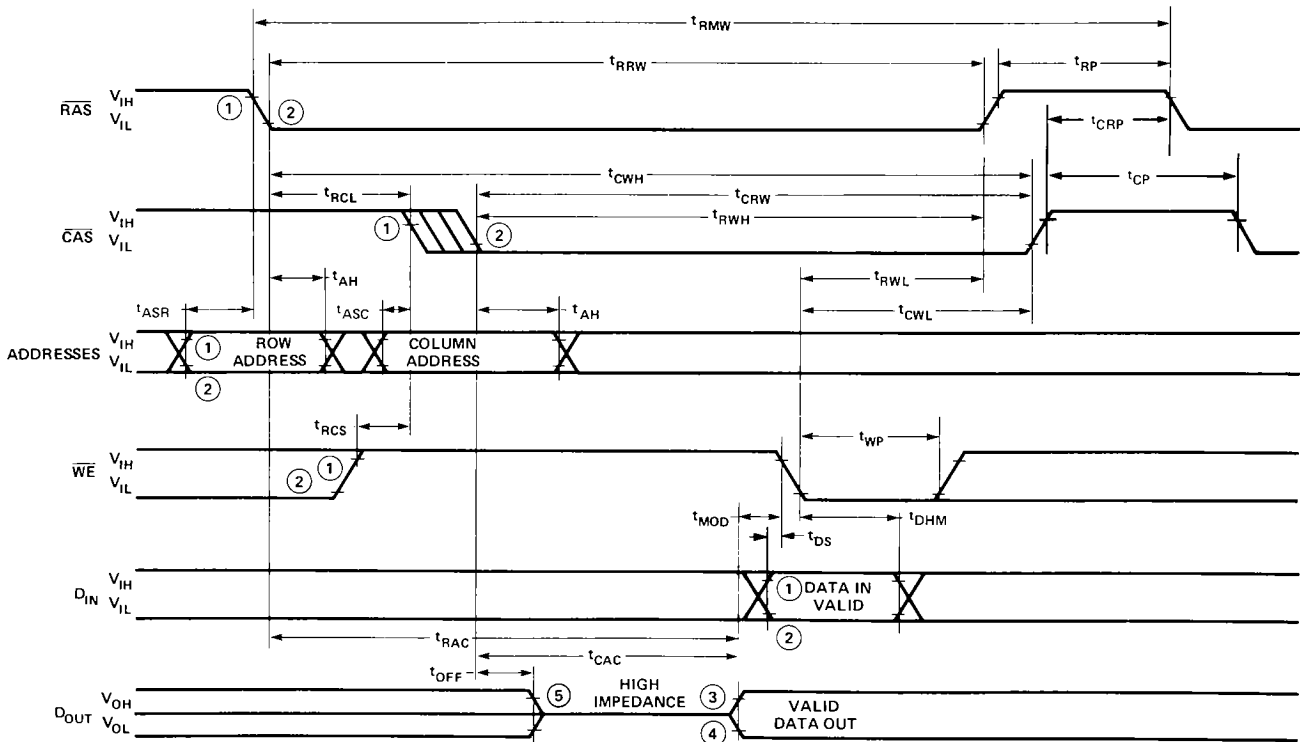 tRMW
tRRW
tRP
RAS VIH
VIL
1
2
tCRP
tCWH
tRCL
tCRW
tCP
tRWH
CAS VIH
VIL
1
2
tAH
tRWL
tASR
tASC
tAH
tCWL
ADDRESSES VIH
VIL
1
2
ROW
ADDRESS
COLUMN
ADDRESS
tRCS
tWP
WE VIH
VIL
2
1
tMOD
tDHM
tDS
DIN VIH
VIL
1
2
DATA IN
VALID
tRAC
tCAC
tOFF
DOUT VOH
VOL
5
HIGH
IMPEDANCE
3
4
VALID
DATA OUT